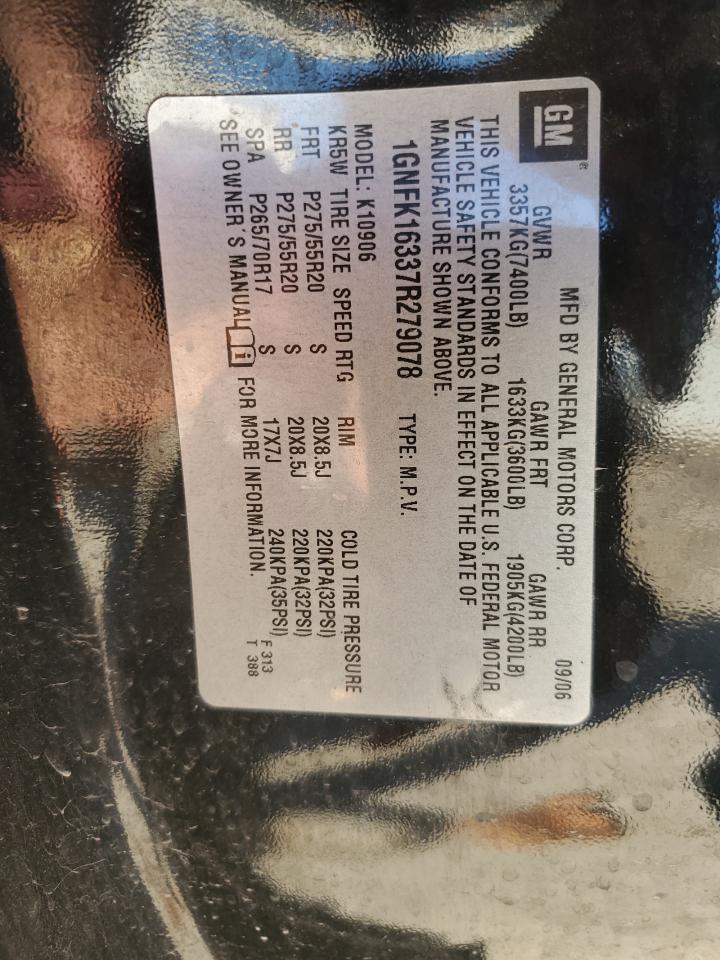 GM®
MFD BY GENERAL MOTORS CORP. 09/06
GVWR GAWR FRT GAWR RR
3357KG(7400LB) 1633KG(3600LB) 1905KG(4200LB)
THIS VEHICLE CONFORMS TO ALL APPLICABLE U.S. FEDERAL MOTOR
VEHICLE SAFETY STANDARDS IN EFFECT ON THE DATE OF
MANUFACTURE SHOWN ABOVE.
1GNFK16337R279078 TYPE: M.P.V.
MODEL: K10906
KR5W TIRE SIZE SPEED RTG RIM COLD TIRE PRESSURE
FRT P275/55R20 S 20X8.5J 220KPA(32PSI)
RR P275/55R20 S 20X8.5J 220KPA(32PSI)
SPA P265/70R17 S 17X7J 240KPA(35PSI)
SEE OWNER'S MANUAL i FOR MORE INFORMATION.
F 313
T 388